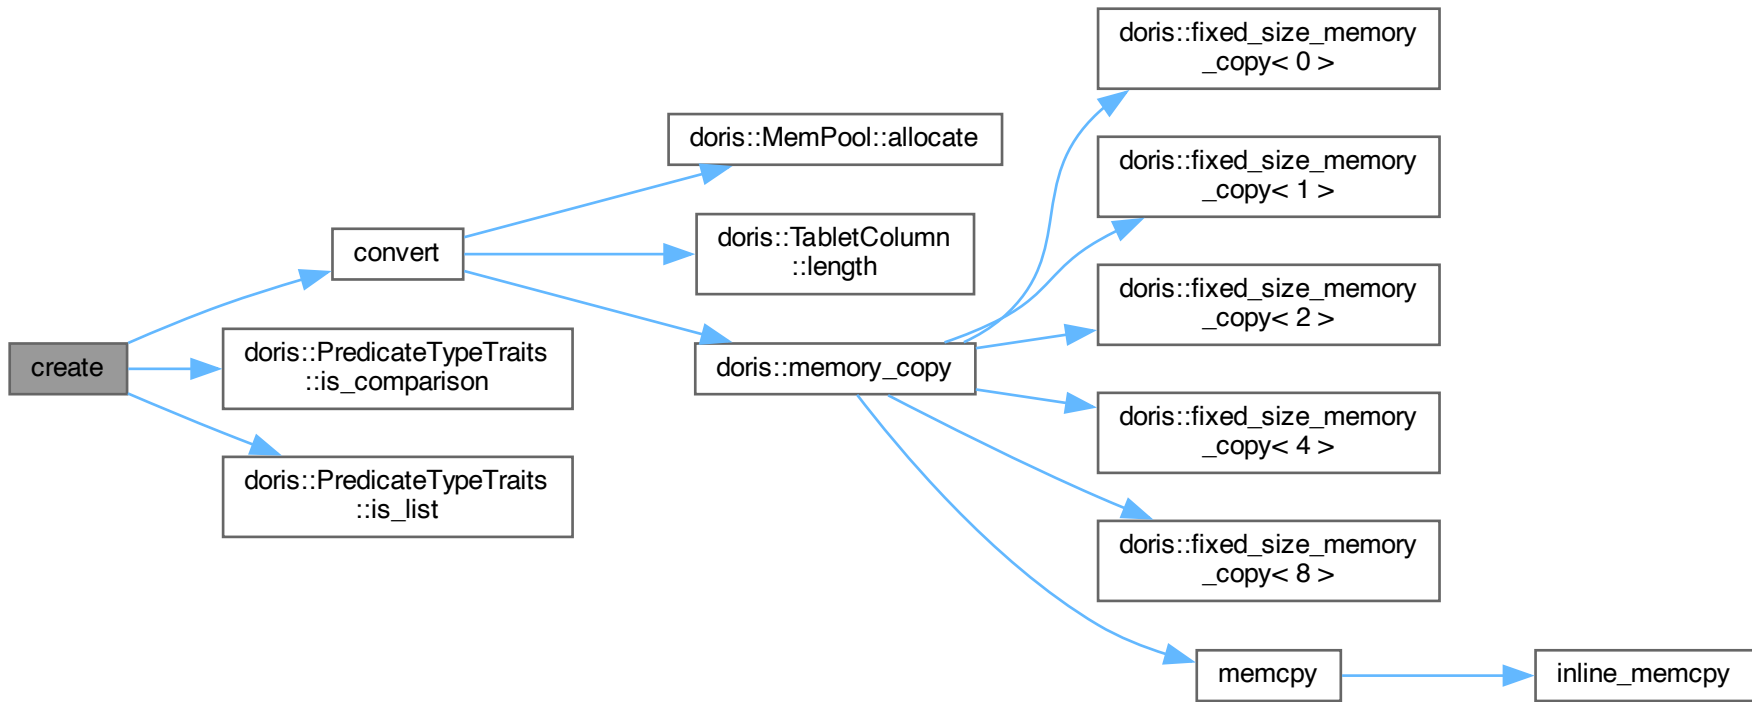 create
convert
doris::PredicateTypeTraits
::is_comparison
doris::PredicateTypeTraits
::is_list
doris::MemPool::allocate
doris::TabletColumn
::length
doris::memory_copy
doris::fixed_size_memory
_copy< 0 >
doris::fixed_size_memory
_copy< 1 >
doris::fixed_size_memory
_copy< 2 >
doris::fixed_size_memory
_copy< 4 >
doris::fixed_size_memory
_copy< 8 >
memcpy
inline_memcpy